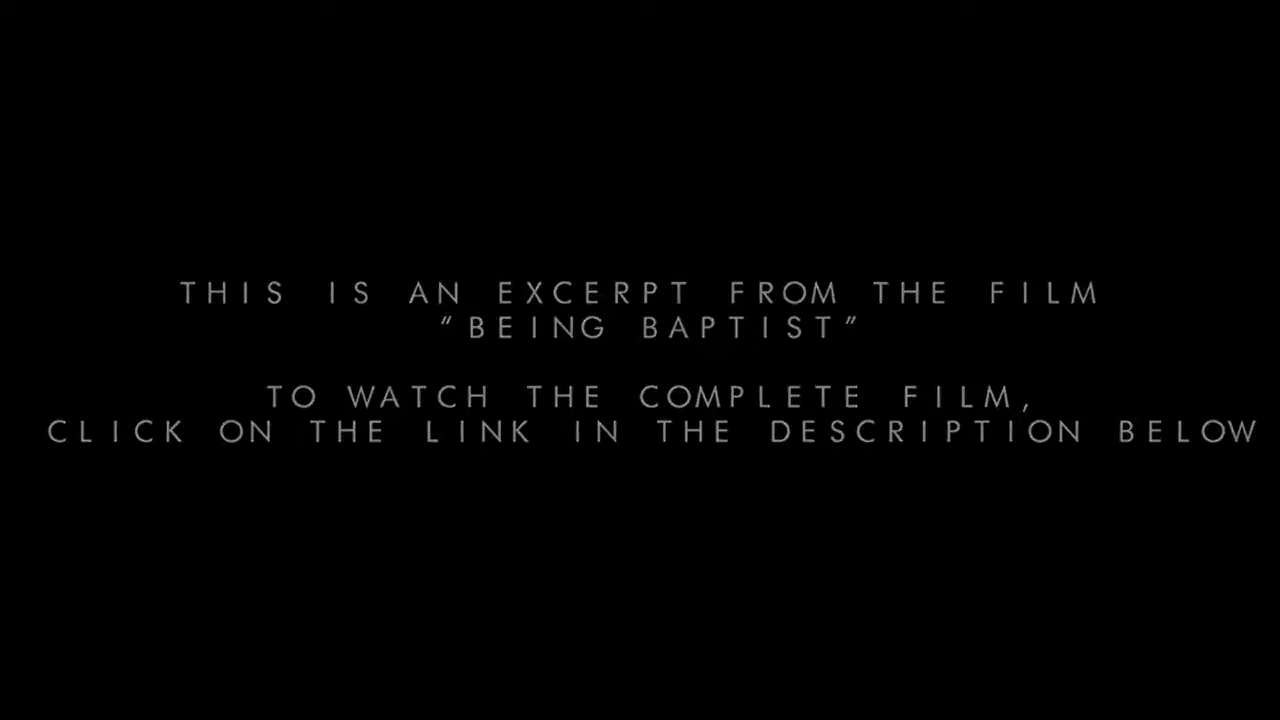 THIS IS AN EXCERPT FROM THE FILM
“BEING BAPTIST”
TO WATCH THE COMPLETE FILM,
CLICK ON THE LINK IN THE DESCRIPTION BELOW